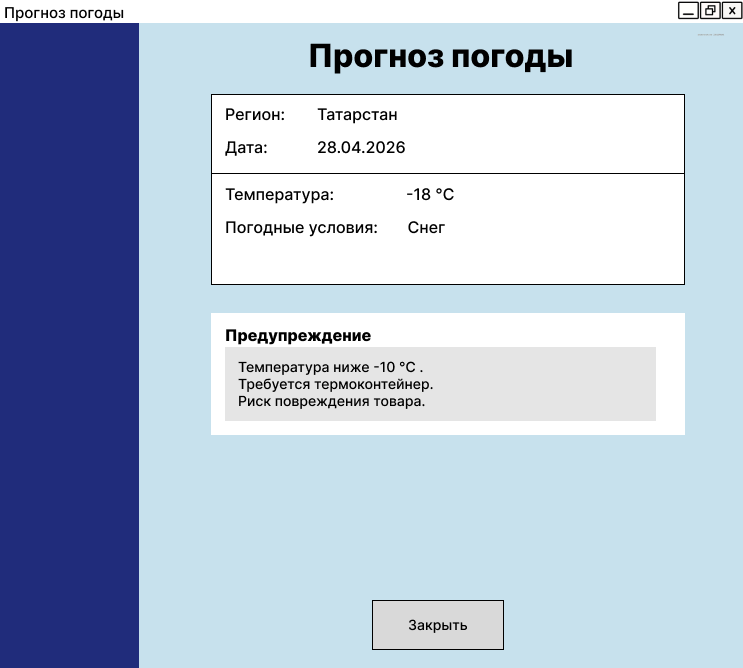 Прогноз погоды
Прогноз погоды
Регион: Татарстан
Дата: 28.04.2026
Температура: -18 °C
Погодные условия: Снег
Предупреждение
Температура ниже -10 °C .
Требуется термоконтейнер.
Риск повреждения товара.
Закрыть